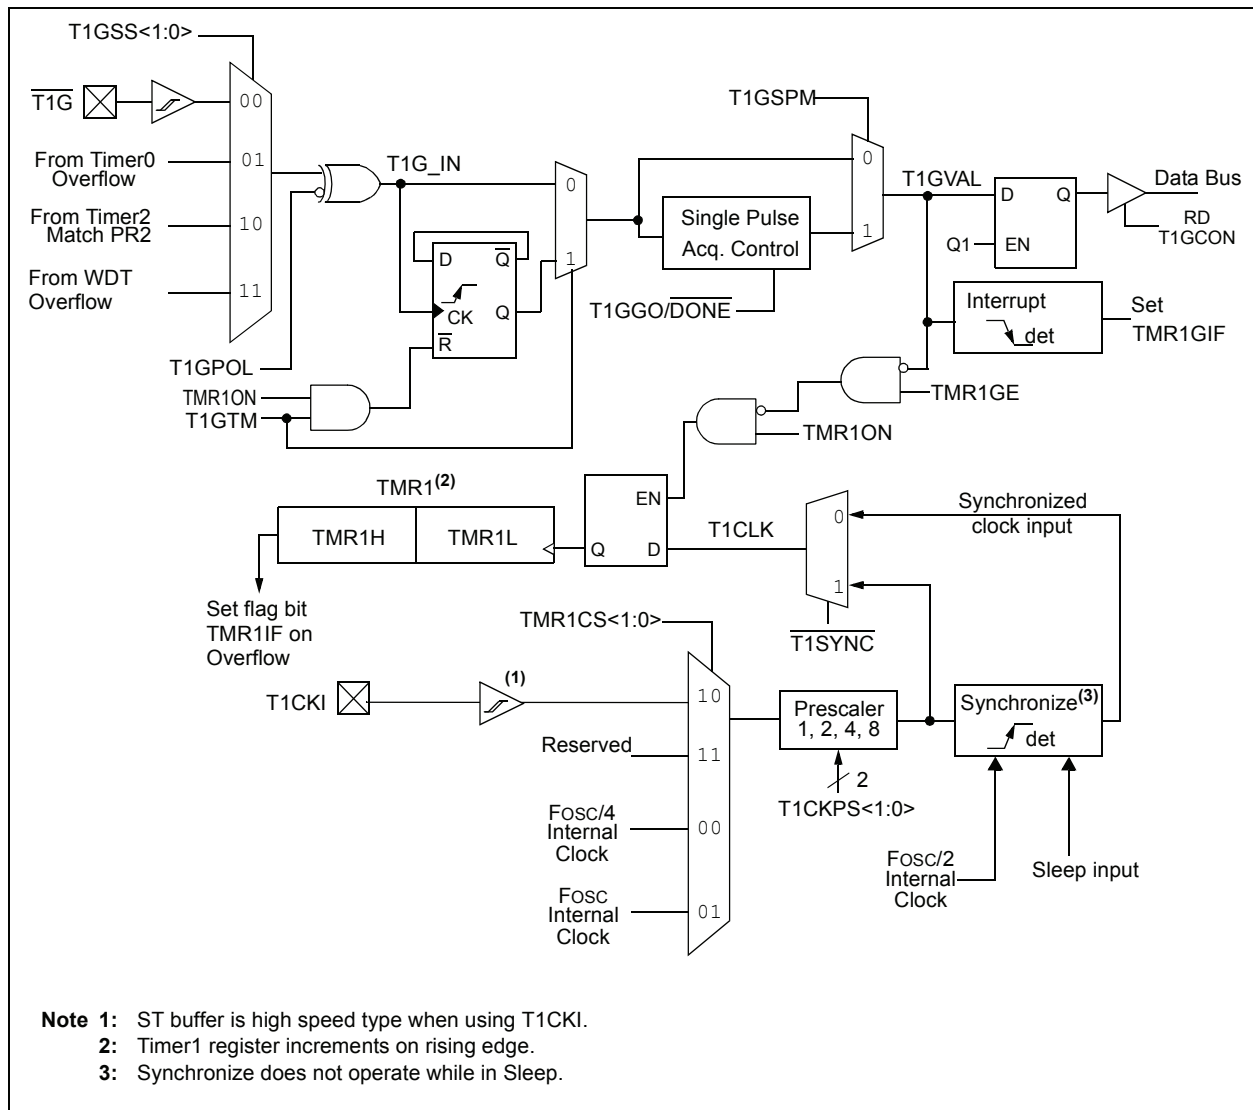 T1GSS<1:0>
T1G
00
From Timer0
Overflow
01
From Timer2
Match PR2
10
From WDT
Overflow
11
T1GPOL
TMR1ON
T1GTM
T1G_IN
D
Q
CK
Q
R
0
1
T1GSPM
Single Pulse
Acq. Control
T1GGO/DONE
0
1
T1GVAL
D
Q
Q1
EN
Data Bus
RD
T1GCON
Interrupt
det
Set
TMR1GIF
TMR1GE
TMR1ON
TMR1(2)
TMR1H
TMR1L
EN
Q
D
T1CLK
0
1
T1SYNC
Synchronized
clock input
Set flag bit
TMR1IF on
Overflow
TMR1CS<1:0>
T1CKI
(1)
10
Reserved
11
FOSC/4
Internal
Clock
00
FOSC
Internal
Clock
01
Prescaler
1, 2, 4, 8
2
T1CKPS<1:0>
Synchronize(3)
det
FOSC/2
Internal
Clock
Sleep input
Note 1: ST buffer is high speed type when using T1CKI.
2: Timer1 register increments on rising edge.
3: Synchronize does not operate while in Sleep.